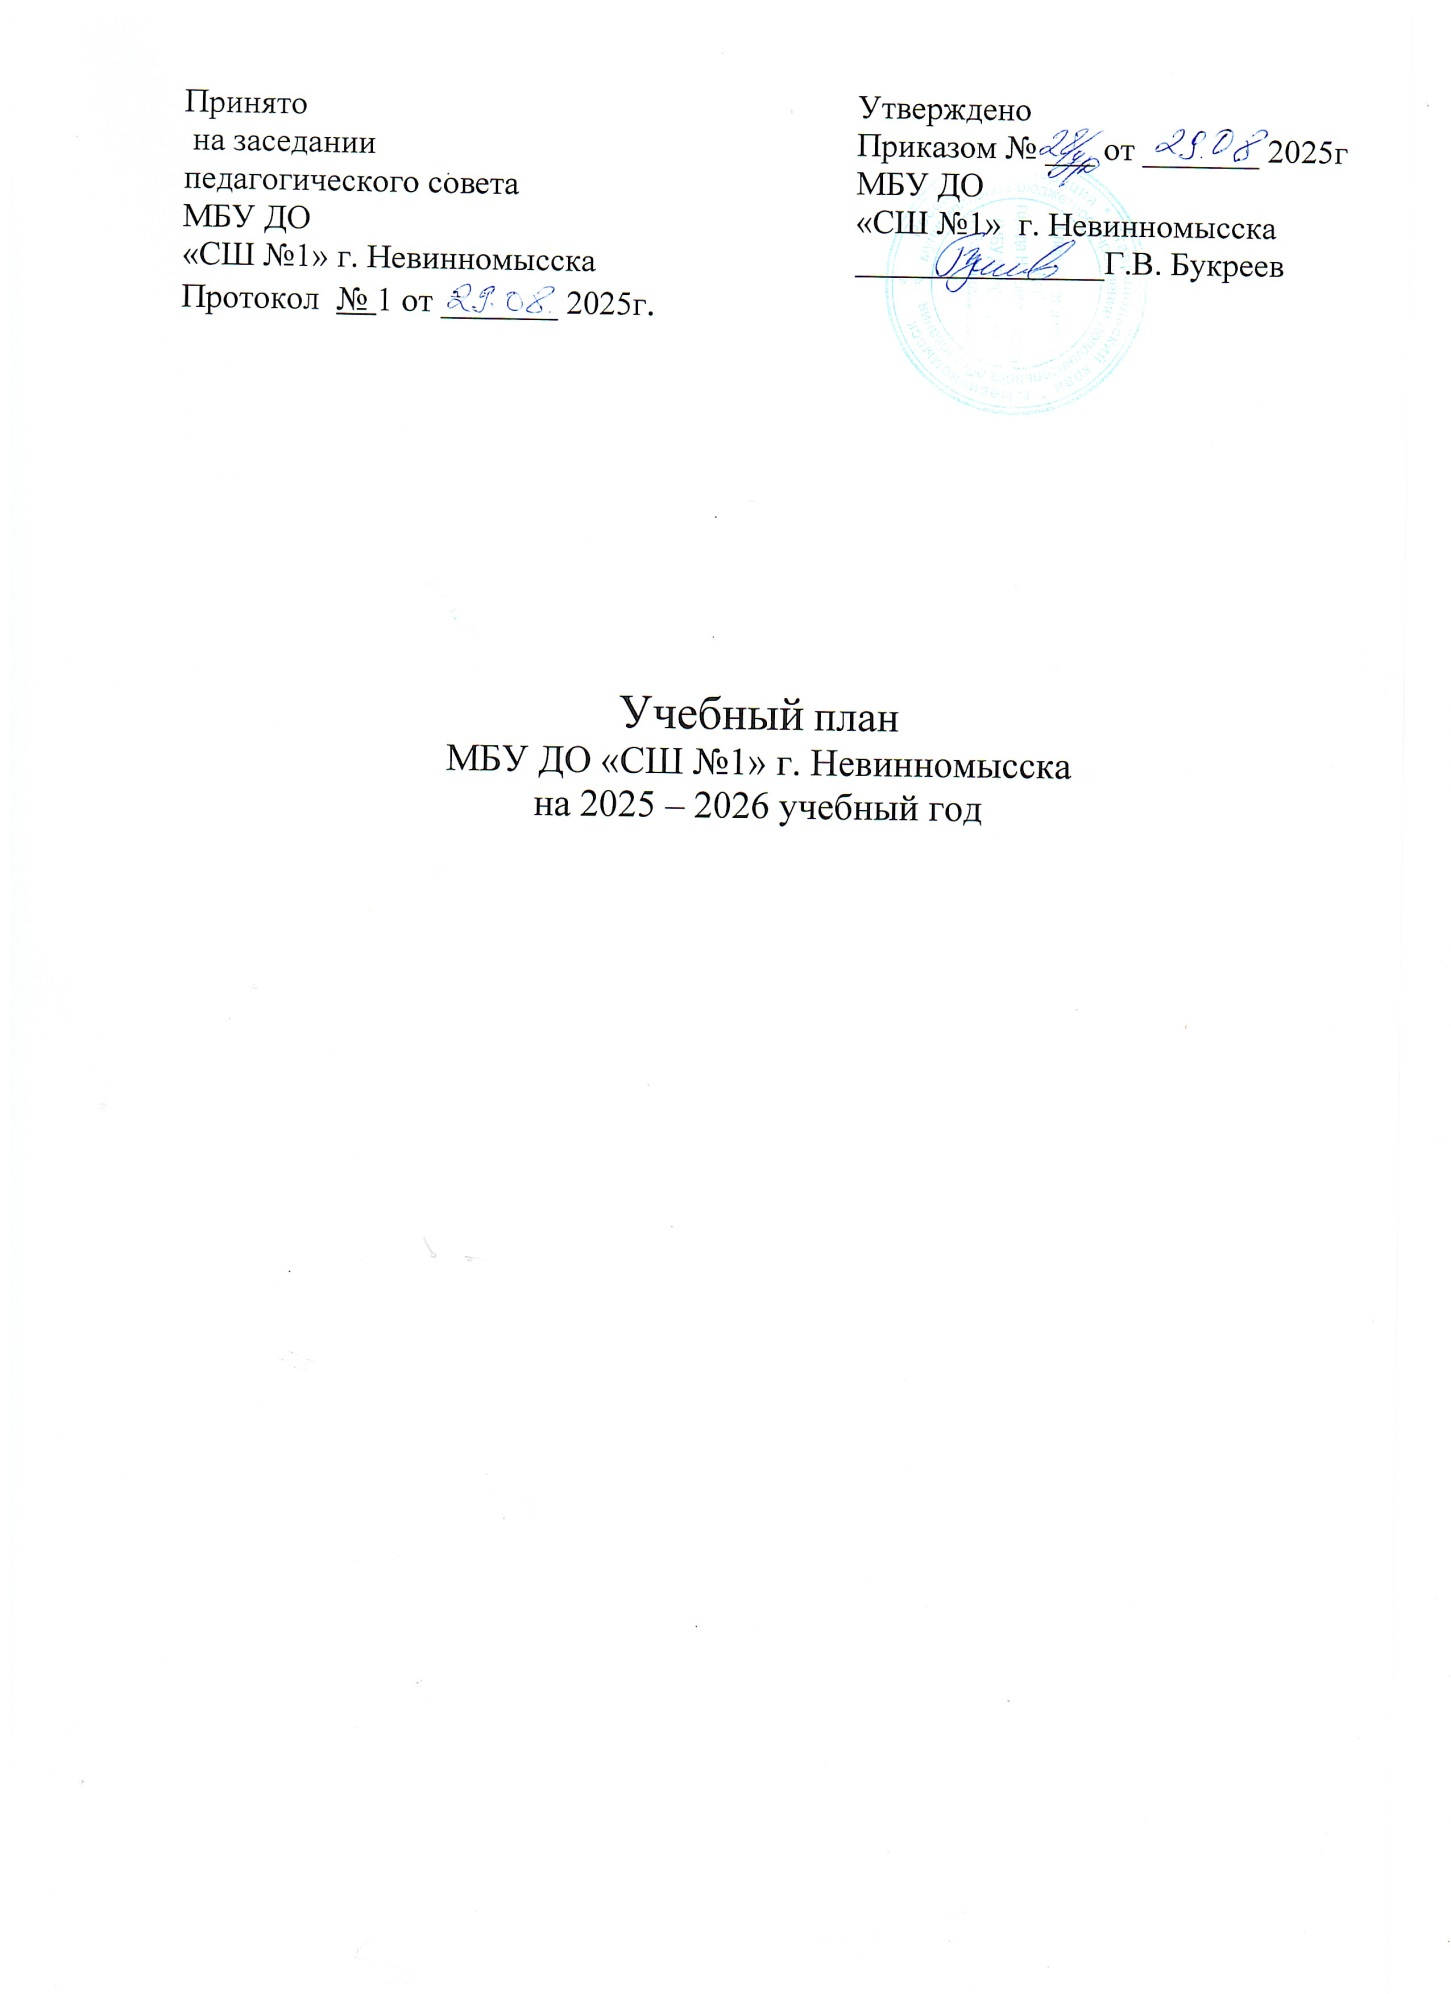 Принято
на заседании
педагогического совета
МБУ ДО
«СШ №1» г. Невинномысска
Протокол № 1 от 29.08. 2025г.
Утверждено
Приказом № от 29.08 2025г
МБУ ДО
«СШ №1» г. Невинномысска
Г.В. Букреев
Учебный план
МБУ ДО «СШ №1» г. Невинномысска
на 2025 – 2026 учебный год